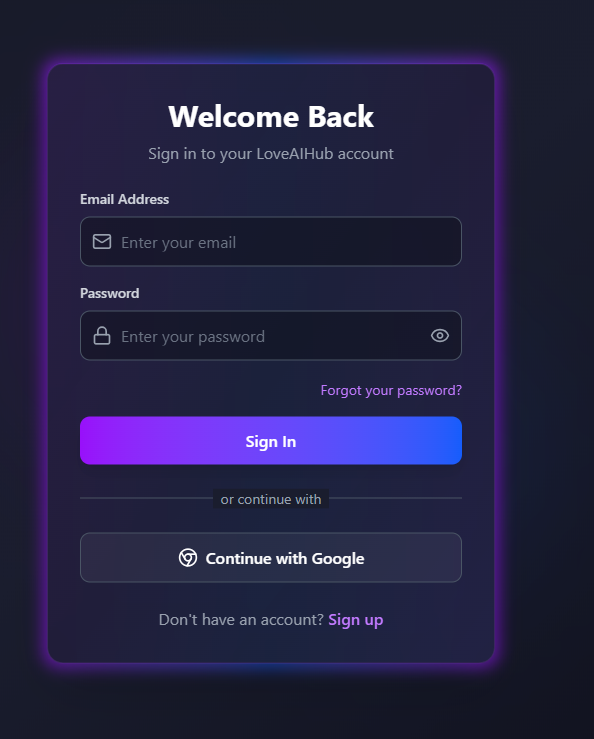 Welcome Back
Sign in to your LoveAIHub account
Email Address
Enter your email
Password
Enter your password
Forgot your password?
Sign In
or continue with
Continue with Google
Don't have an account? Sign up